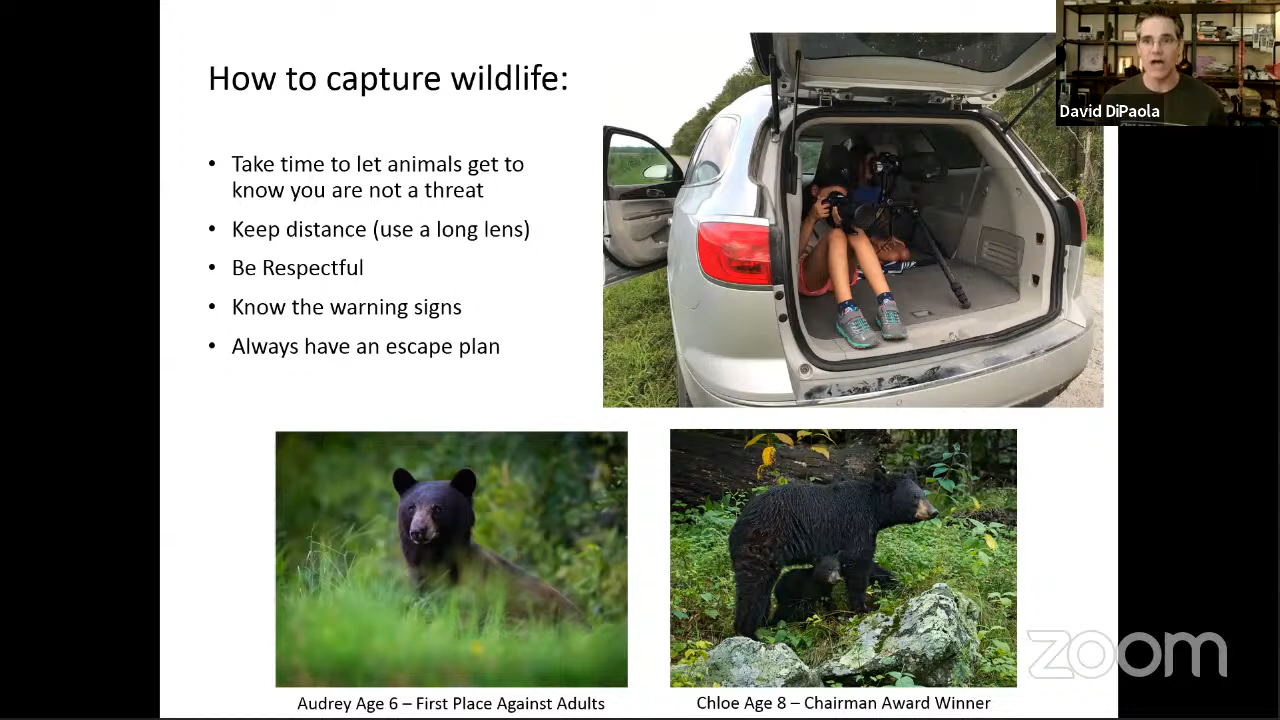 How to capture wildlife:
• Take time to let animals get to
know you are not a threat
• Keep distance (use a long lens)
• Be Respectful
• Know the warning signs
• Always have an escape plan
David DiPaola
Audrey Age 6 – First Place Against Adults
Chloe Age 8 – Chairman Award Winner
zoom